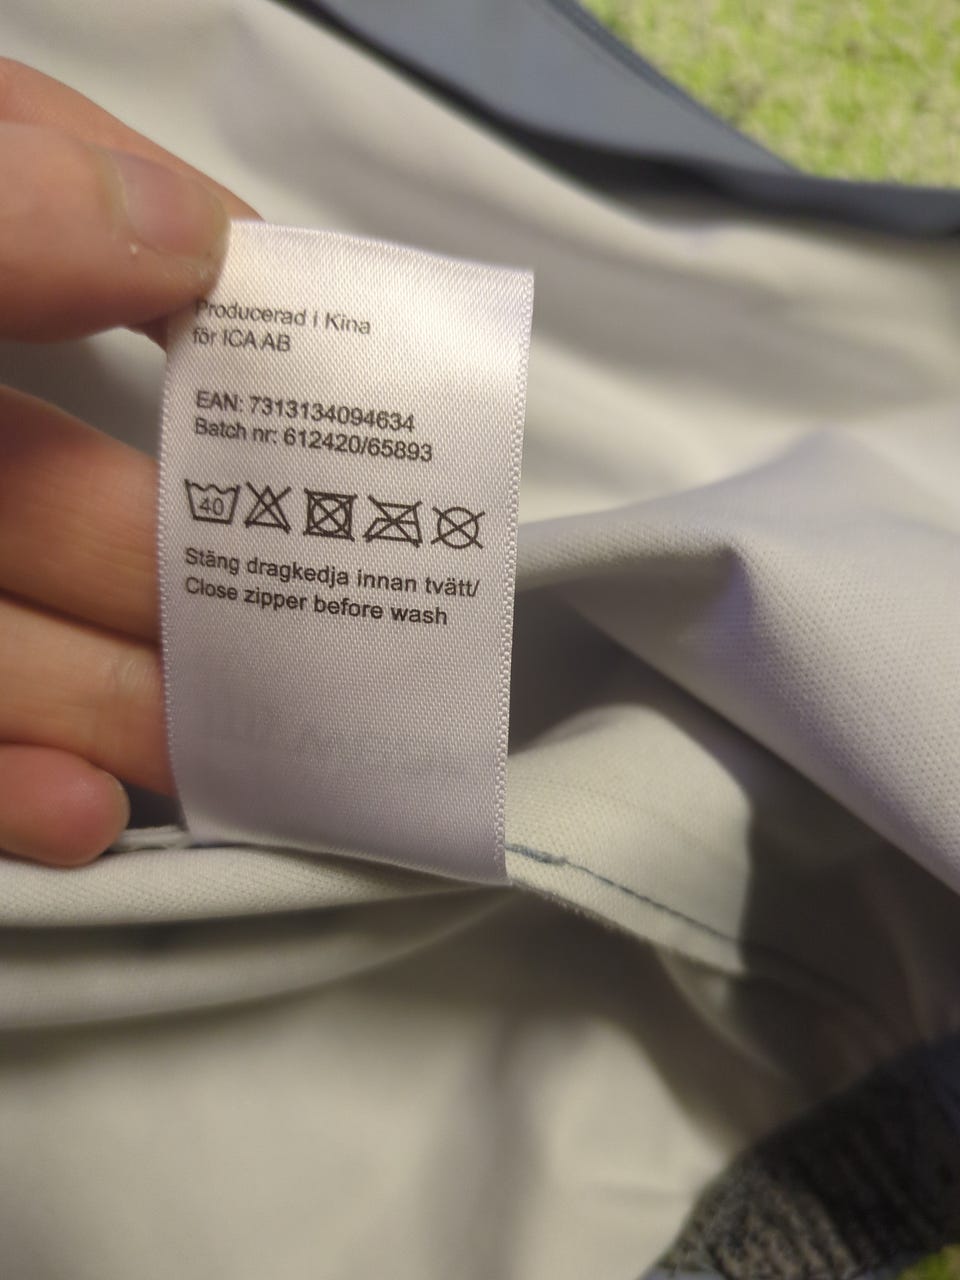 Producerad i Kina
för ICA AB
EAN: 7313134094634
Batch nr: 612420/65893
40
Stäng dragkedja innan tvätt/
Close zipper before wash